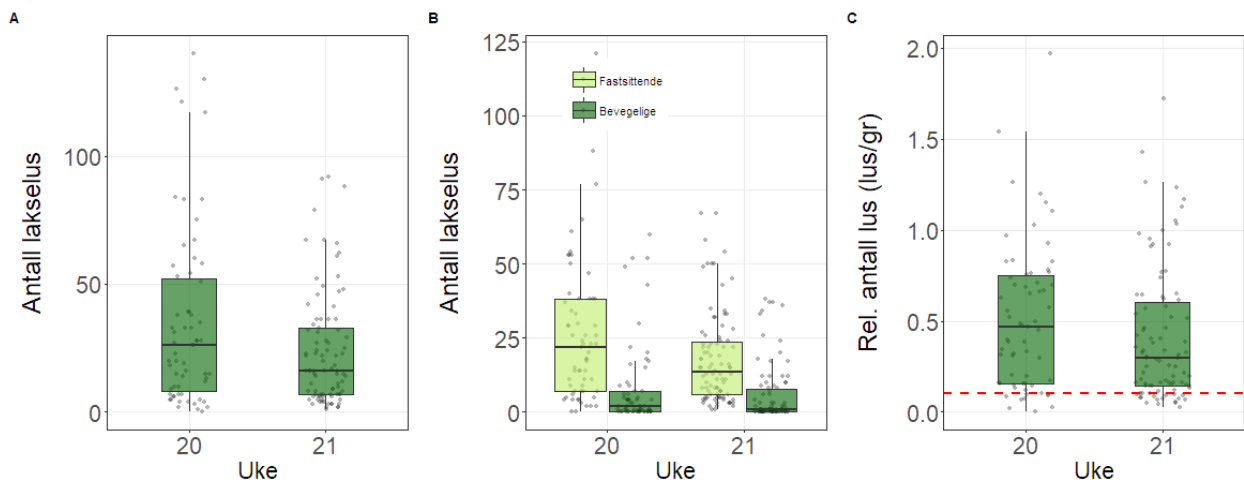 A
Antall lakselus
100
50
0
20
21
Uke
B
Antall lakselus
125
100
75
50
25
0
Fastsittende
Bevegelige
20
21
Uke
C
Rel. antall lus (lus/gr)
2.0
1.5
1.0
0.5
0.0
20
21
Uke